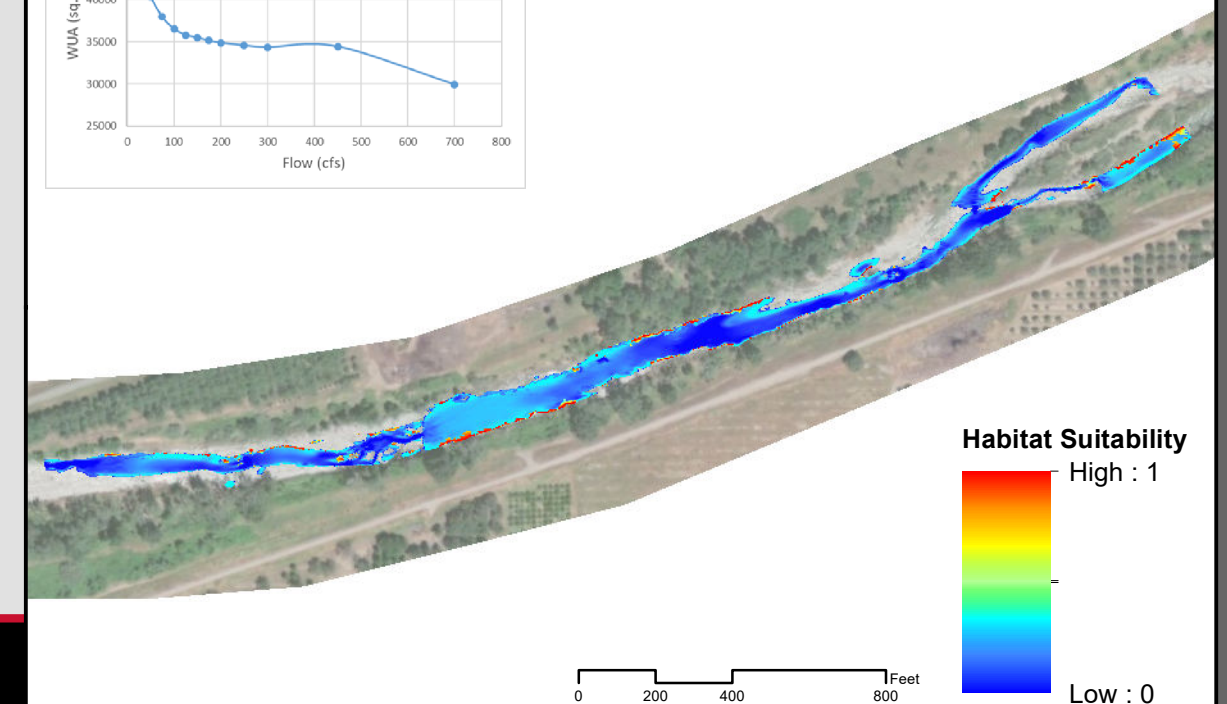 40000
WUA (sq-
35000
30000
25000
0 100 200 300 400 500 600 700 800
Flow (cfs)
Habitat Suitability
High : 1
Low : 0
Feet
0 200 400 800